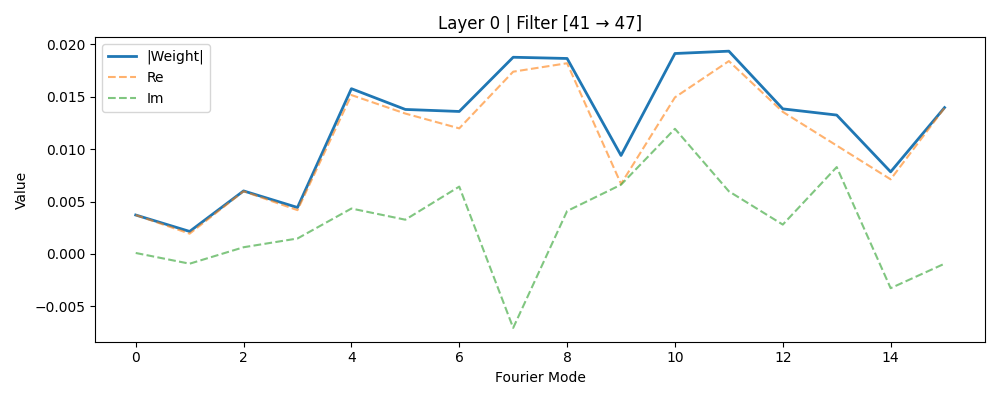 Layer 0 | Filter [41 → 47]
|Weight|
Re
Im
Value
0.020
0.015
0.010
0.005
0.000
−0.005
0 2 4 6 8 10 12 14
Fourier Mode